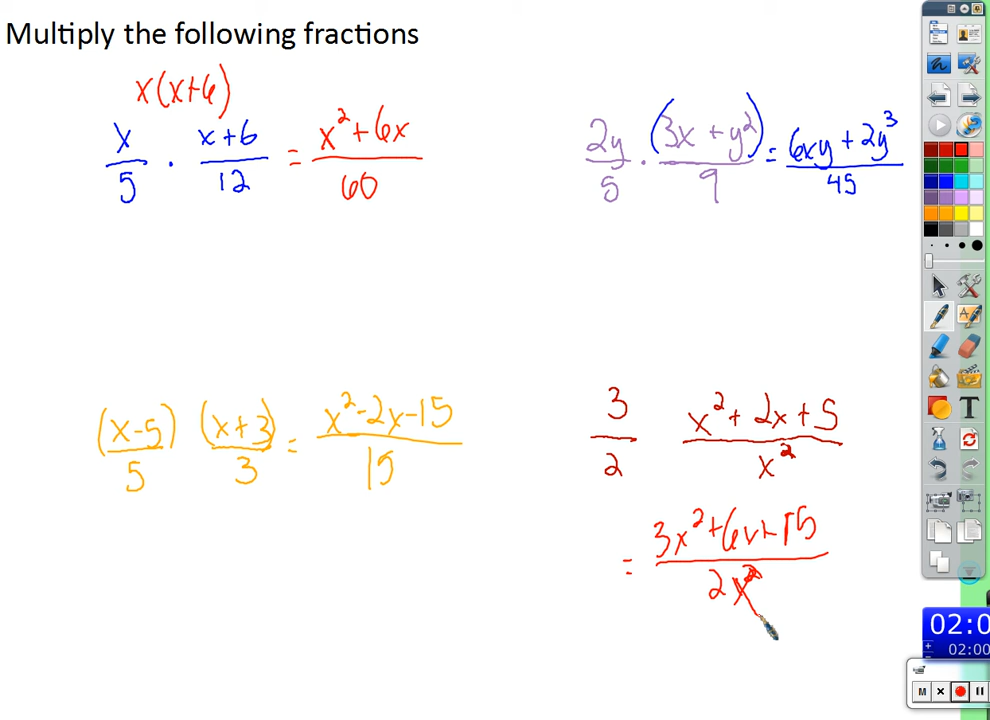 Multiply the following fractions
x(x+6)
x/5 · x+6/12 = x²+6x/60
2y/5 · (3x+y²)/9 = 6xy+2y³/45
(x-5)/5 (x+3)/3 = x²-2x-15/15
3/2 x²+2x+5/x²
= 3x²+6x+15/2x²
02:0
02:00
M
T
A